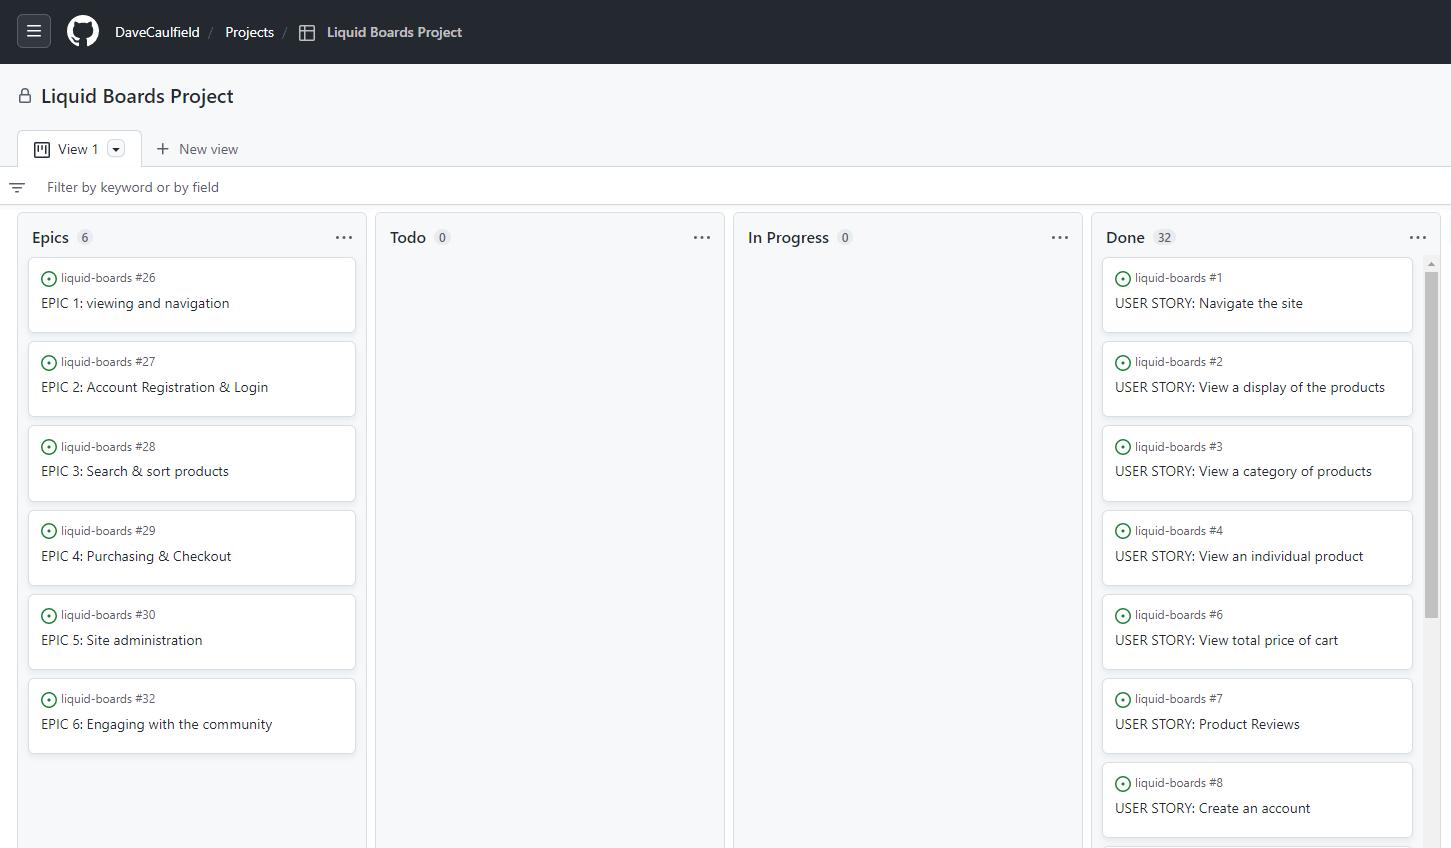 DaveCaulfield / Projects / Liquid Boards Project
Liquid Boards Project
View 1
New view
Filter by keyword or by field
Epics 6
liquid-boards #26
EPIC 1: viewing and navigation
liquid-boards #27
EPIC 2: Account Registration & Login
liquid-boards #28
EPIC 3: Search & sort products
liquid-boards #29
EPIC 4: Purchasing & Checkout
liquid-boards #30
EPIC 5: Site administration
liquid-boards #32
EPIC 6: Engaging with the community
Todo 0
In Progress 0
Done 32
liquid-boards #1
USER STORY: Navigate the site
liquid-boards #2
USER STORY: View a display of the products
liquid-boards #3
USER STORY: View a category of products
liquid-boards #4
USER STORY: View an individual product
liquid-boards #6
USER STORY: View total price of cart
liquid-boards #7
USER STORY: Product Reviews
liquid-boards #8
USER STORY: Create an account